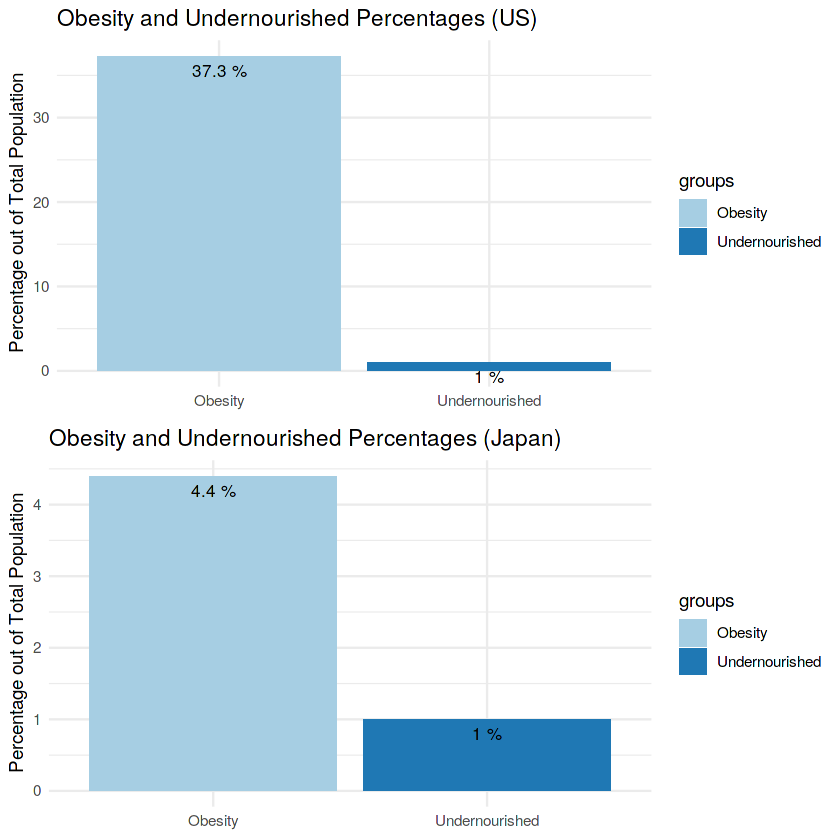 Obesity and Undernourished Percentages (US)
Percentage out of Total Population
30
20
10
0
37.3 %
1 %
Obesity
Undernourished
groups
Obesity
Undernourished
Obesity and Undernourished Percentages (Japan)
Percentage out of Total Population
4
3
2
1
0
4.4 %
1 %
Obesity
Undernourished
groups
Obesity
Undernourished